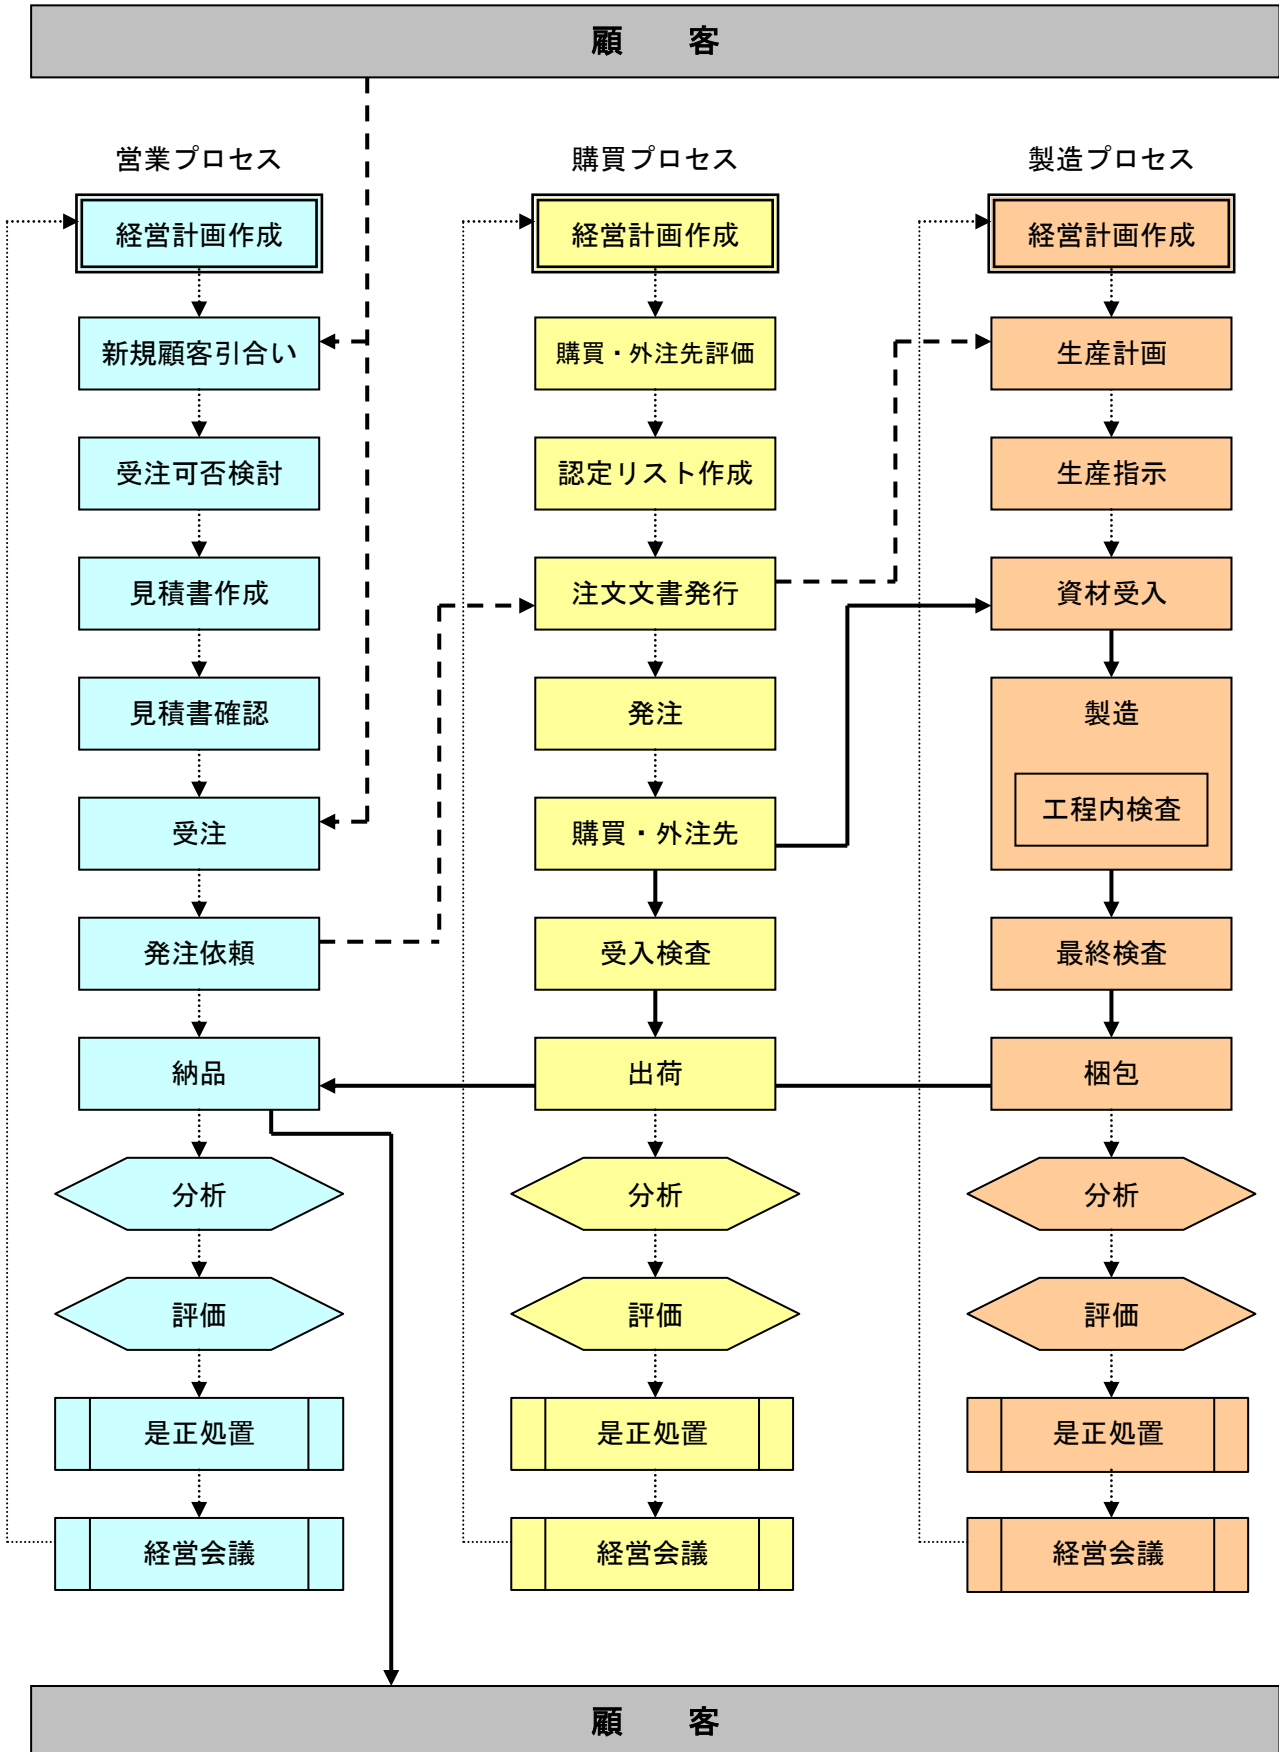 顧　　客
営業プロセス
経営計画作成
新規顧客引合い
受注可否検討
見積書作成
見積書確認
受注
発注依頼
納品
分析
評価
是正処置
経営会議
購買プロセス
経営計画作成
購買・外注先評価
認定リスト作成
注文文書発行
発注
購買・外注先
受入検査
出荷
分析
評価
是正処置
経営会議
製造プロセス
経営計画作成
生産計画
生産指示
資材受入
製造
工程内検査
最終検査
梱包
分析
評価
是正処置
経営会議
顧　　客